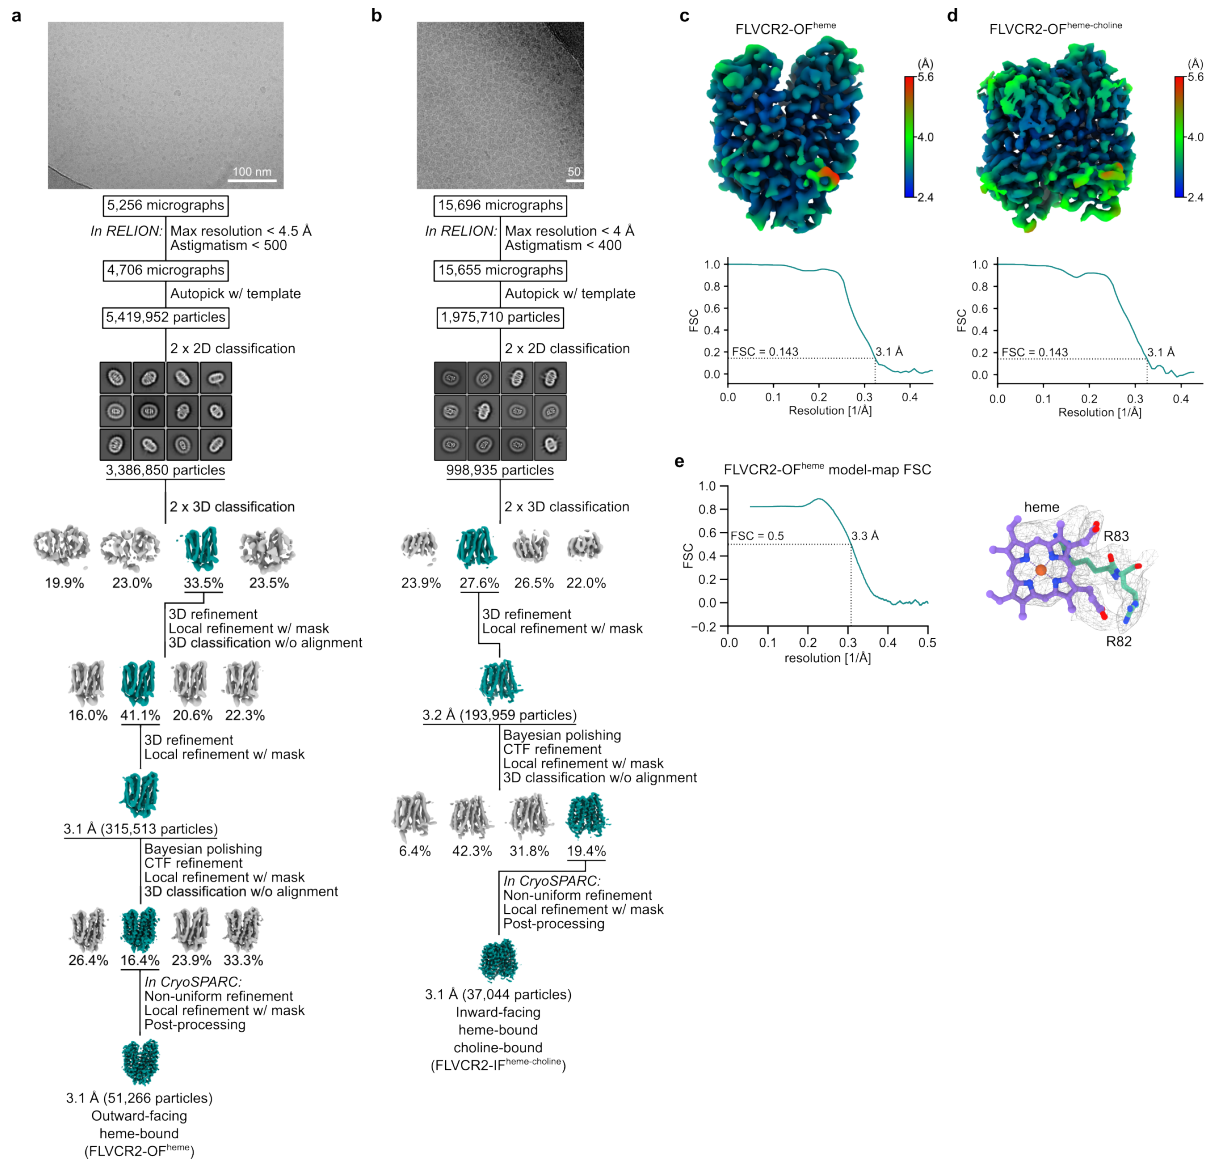 a
100 nm
5,256 micrographs
In RELION: Max resolution < 4.5 Å
Astigmatism < 500
4,706 micrographs
Autopick w/ template
5,419,952 particles
2 x 2D classification
3,386,850 particles
2 x 3D classification
19.9% 23.0% 33.5% 23.5%
3D refinement
Local refinement w/ mask
3D classification w/o alignment
16.0% 41.1% 20.6% 22.3%
3D refinement
Local refinement w/ mask
3.1 Å (315,513 particles)
Bayesian polishing
CTF refinement
Local refinement w/ mask
3D classification w/o alignment
26.4% 16.4% 23.9% 33.3%
In CryoSPARC:
Non-uniform refinement
Local refinement w/ mask
Post-processing
3.1 Å (51,266 particles)
Outward-facing
heme-bound
(FLVCR2-OFheme)
b
50
15,696 micrographs
In RELION: Max resolution < 4 Å
Astigmatism < 400
15,655 micrographs
Autopick w/ template
1,975,710 particles
2 x 2D classification
998,935 particles
2 x 3D classification
23.9% 27.6% 26.5% 22.0%
3D refinement
Local refinement w/ mask
3.2 Å (193,959 particles)
Bayesian polishing
CTF refinement
Local refinement w/ mask
3D classification w/o alignment
6.4% 42.3% 31.8% 19.4%
In CryoSPARC:
Non-uniform refinement
Local refinement w/ mask
Post-processing
3.1 Å (37,044 particles)
Inward-facing
heme-bound
choline-bound
(FLVCR2-IFheme-choline)
c
FLVCR2-OFheme
(Å)
5.6
4.0
2.4
1.0
0.8
0.6
0.4
0.2
0.0
FSC
FSC = 0.143
3.1 Å
0.0 0.1 0.2 0.3 0.4
Resolution [1/Å]
d
FLVCR2-OFheme-choline
(Å)
5.6
4.0
2.4
1.0
0.8
0.6
0.4
0.2
0.0
FSC
FSC = 0.143
3.1 Å
0.0 0.1 0.2 0.3 0.4
Resolution [1/Å]
e
FLVCR2-OFheme model-map FSC
1.0
0.8
0.6
0.4
0.2
0.0
−0.2
FSC
FSC = 0.5
3.3 Å
0.0 0.1 0.2 0.3 0.4 0.5
resolution [1/Å]
heme
R83
R82